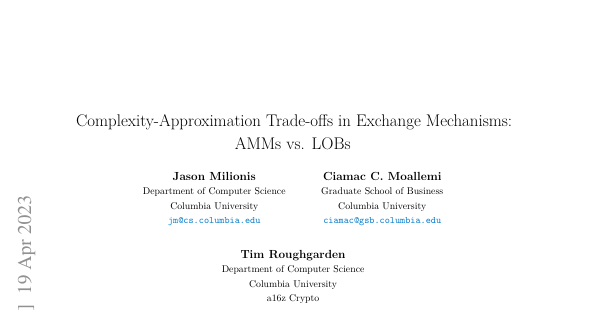 Complexity-Approximation Trade-offs in Exchange Mechanisms:
AMMs vs. LOBs
Jason Milionis
Department of Computer Science
Columbia University
jm@cs.columbia.edu
Ciamac C. Moallemi
Graduate School of Business
Columbia University
ciamac@gsb.columbia.edu
Tim Roughgarden
Department of Computer Science
Columbia University
a16z Crypto
] 19 Apr 2023